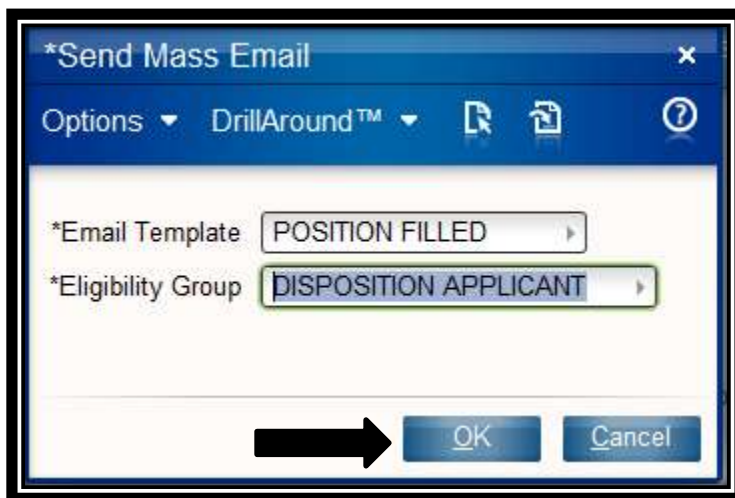 *Send Mass Email
Options DrillAround™
*Email Template POSITION FILLED
*Eligibility Group DISPOSITION APPLICANT
OK Cancel